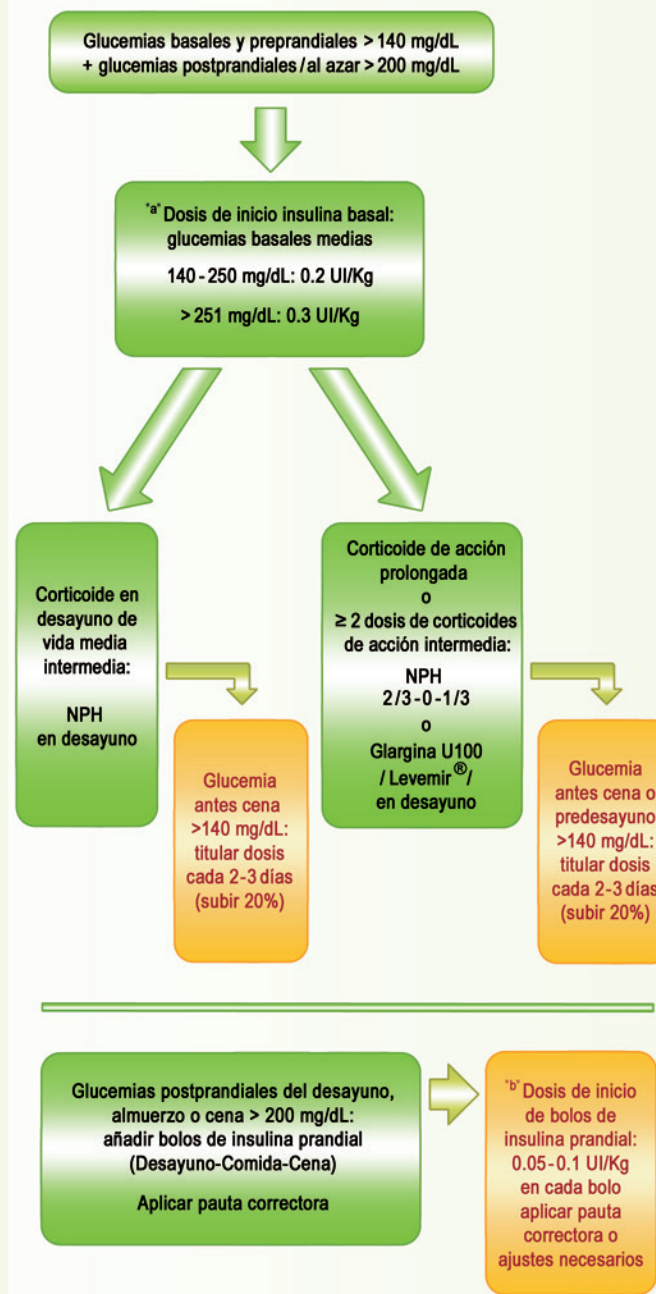 Glucemias basales y preprandiales > 140 mg/dL
+ glucemias postprandiales/al azar > 200 mg/dL
"a" Dosis de inicio insulina basal:
glucemias basales medias
140 - 250 mg/dL: 0.2 UI/Kg
> 251 mg/dL: 0.3 UI/Kg
Corticoide en
desayuno de
vida media
intermedia:
NPH
en desayuno
Glucemia
antes cena
>140 mg/dL:
titular dosis
cada 2-3 días
(subir 20%)
Corticoide de acción
prolongada
o
≥ 2 dosis de corticoides
de acción intermedia:
NPH
2/3 - 0 - 1/3
o
Glargina U100
/ Levemir®/
en desayuno
Glucemia
antes cena o
predesayuno
>140 mg/dL:
titular dosis
cada 2-3 días
(subir 20%)
Glucemias postprandiales del desayuno,
almuerzo o cena > 200 mg/dL:
añadir bolos de insulina prandial
(Desayuno-Comida-Cena)
Aplicar pauta correctora
"b" Dosis de inicio
de bolos de
insulina prandial:
0.05 - 0.1 UI/Kg
en cada bolo
aplicar pauta
correctora o
ajustes necesarios